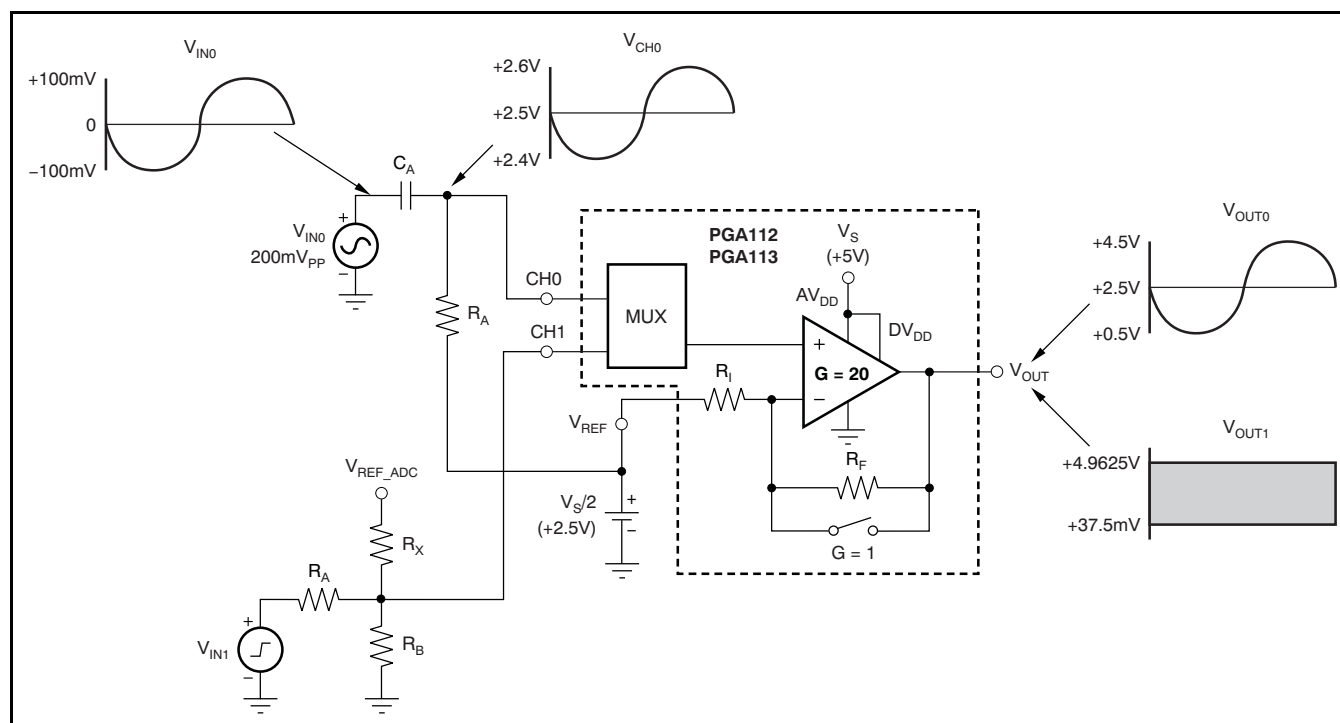 V_IN0
+100mV
0
−100mV
V_CH0
+2.6V
+2.5V
+2.4V
C_A
V_IN0
200mV_PP
+
−
R_A
CH0
CH1
MUX
PGA112
PGA113
V_S
(+5V)
AV_DD
DV_DD
+
G = 20
−
R_I
R_F
G = 1
V_REF
V_S/2
(+2.5V)
+
−
V_OUT
V_OUT0
+4.5V
+2.5V
+0.5V
V_OUT1
+4.9625V
+37.5mV
V_REF_ADC
R_X
R_A
R_B
V_IN1
+
−